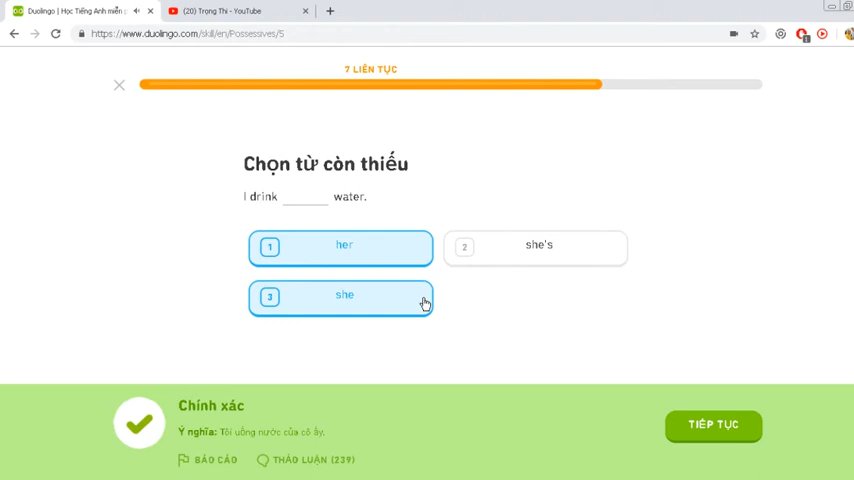 Duolingo | Học Tiếng Anh miễn p
(20) Trọng Thi - YouTube
https://www.duolingo.com/skill/en/Possessives/5
7 LIÊN TỤC
Chọn từ còn thiếu
I drink ______ water.
1 her
2 she's
3 she
Chính xác
Ý nghĩa: Tôi uống nước của cô ấy.
TIẾP TỤC
BÁO CÁO THẢO LUẬN (239)